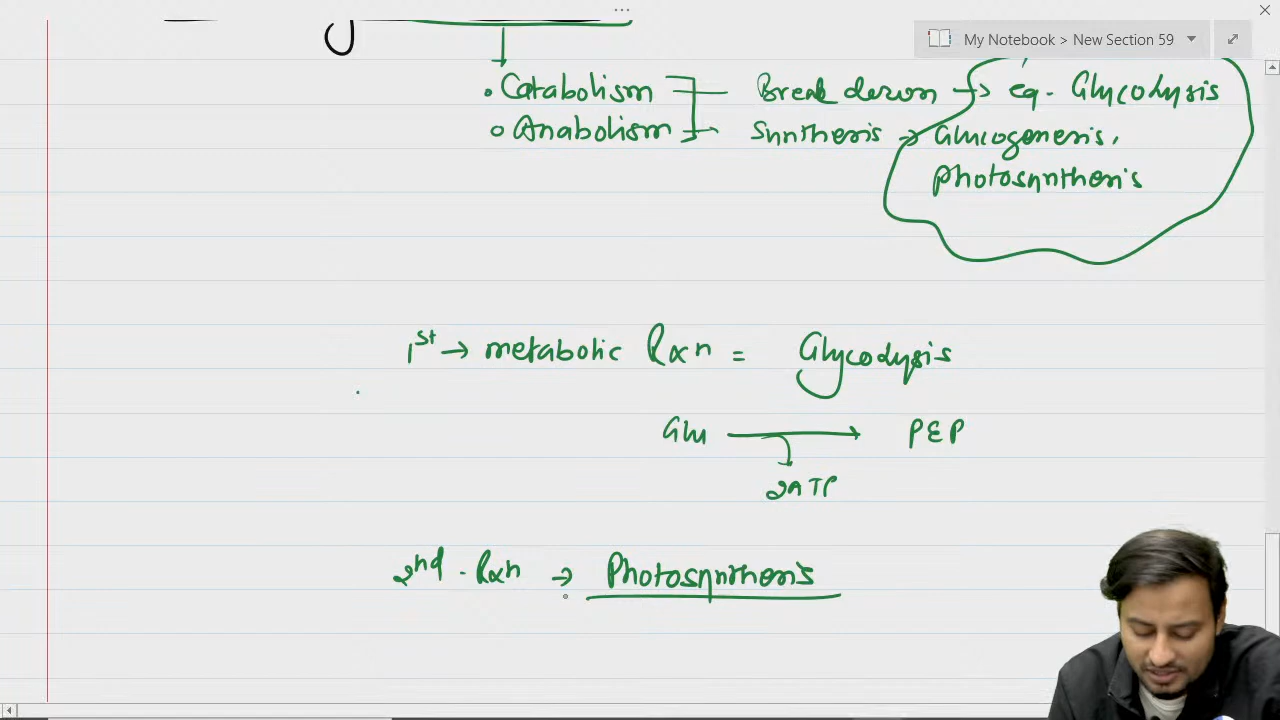 My Notebook > New Section 59
• Catabolism Break down → eg. Glycolysis
• Anabolism Synthesis → Glucogenesis,
Photosynthesis
1st → metabolic Rxn = Glycolysis
Glu → PEP
2ATP
2nd - Rxn → Photosynthesis